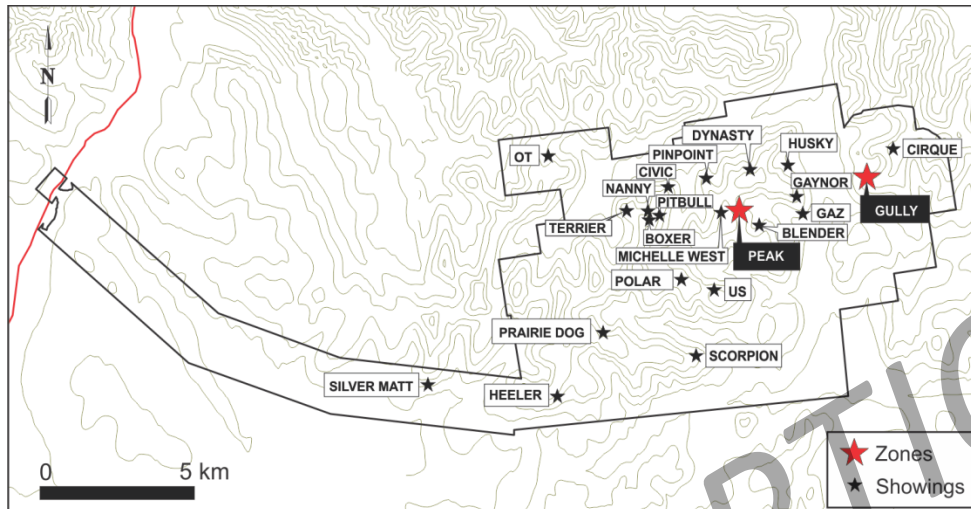 N
DYNASTY
HUSKY
CIRQUE
OT
PINPOINT
CIVIC
GAYNOR
NANNY
PITBULL
GAZ
GULLY
TERRIER
BLENDER
BOXER
MICHELLE WEST
PEAK
POLAR
US
PRAIRIE DOG
SCORPION
SILVER MATT
HEELER
0 5 km
Zones
Showings
PTIO